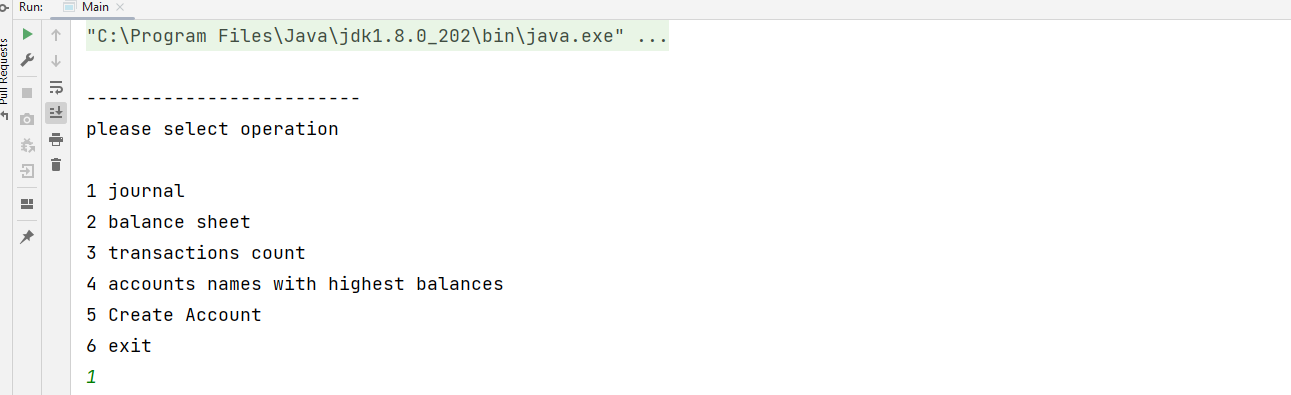 Run: Main
Pull Requests
"C:\Program Files\Java\jdk1.8.0_202\bin\java.exe" ...
-------------------------
please select operation
1 journal
2 balance sheet
3 transactions count
4 accounts names with highest balances
5 Create Account
6 exit
1